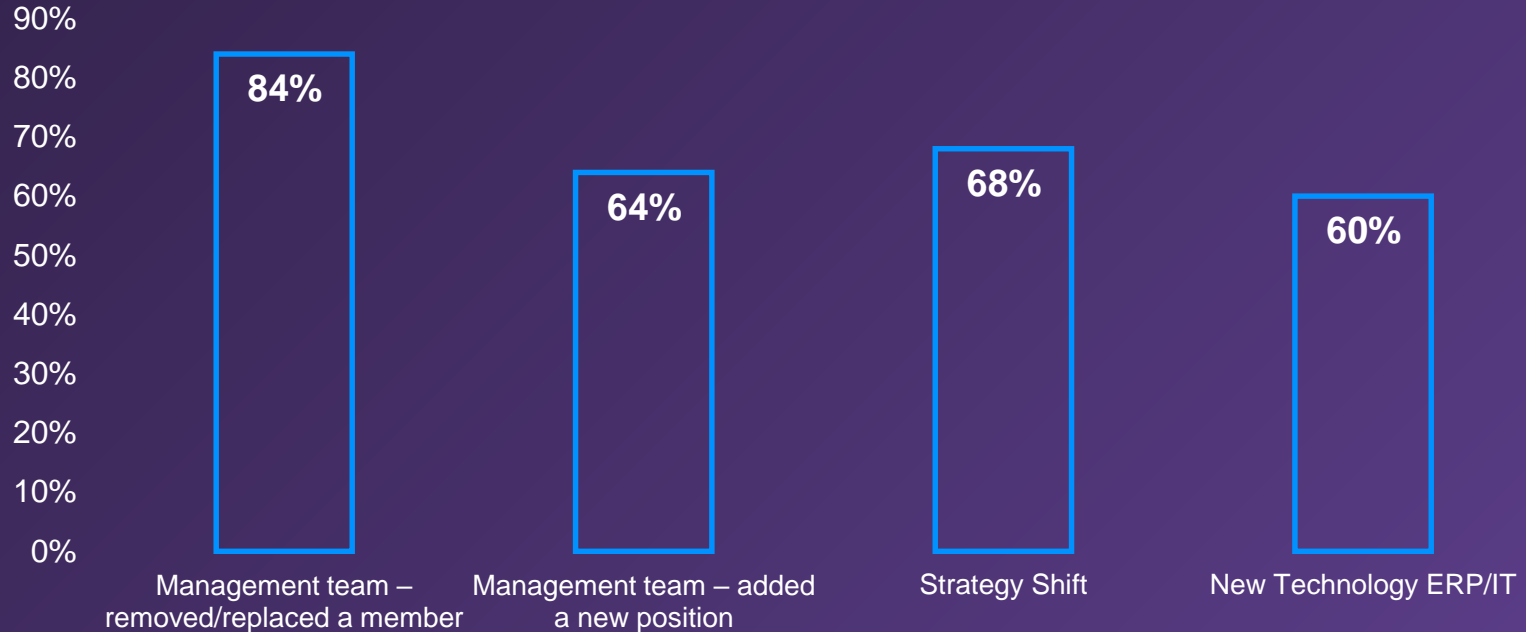 90%
80%
70%
60%
50%
40%
30%
20%
10%
0%
84%
64%
68%
60%
Management team –
removed/replaced a member
Management team – added
a new position
Strategy Shift
New Technology ERP/IT